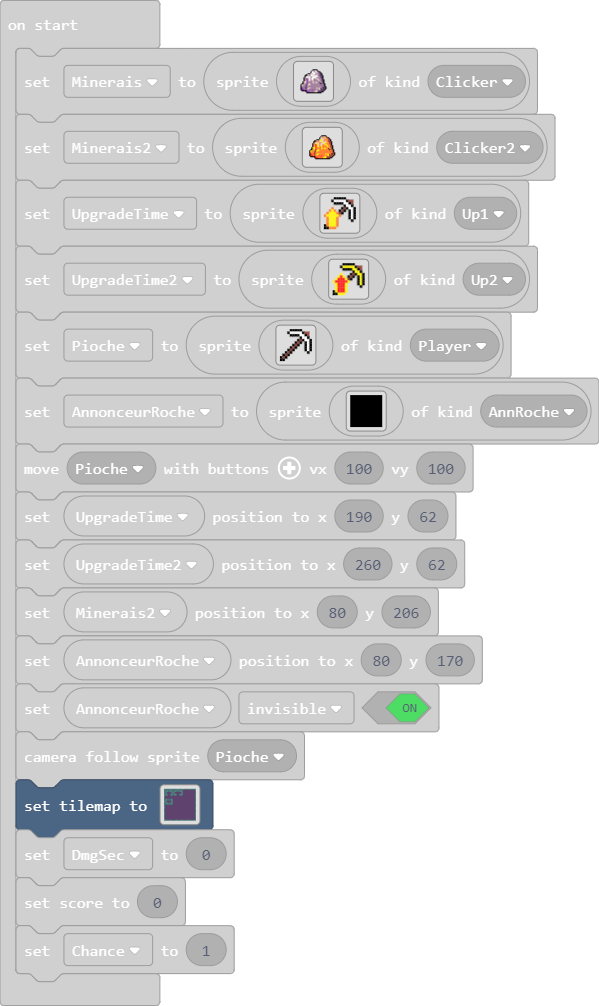 on start
set Minerais to sprite of kind Clicker
set Minerais2 to sprite of kind Clicker2
set UpgradeTime to sprite of kind Up1
set UpgradeTime2 to sprite of kind Up2
set Pioche to sprite of kind Player
set AnnonceurRoche to sprite of kind AnnRoche
move Pioche with buttons vx 100 vy 100
set UpgradeTime position to x 190 y 62
set UpgradeTime2 position to x 260 y 62
set Minerais2 position to x 80 y 206
set AnnonceurRoche position to x 80 y 170
set AnnonceurRoche invisible ON
camera follow sprite Pioche
set tilemap to
set DmgSec to 0
set score to 0
set Chance to 1